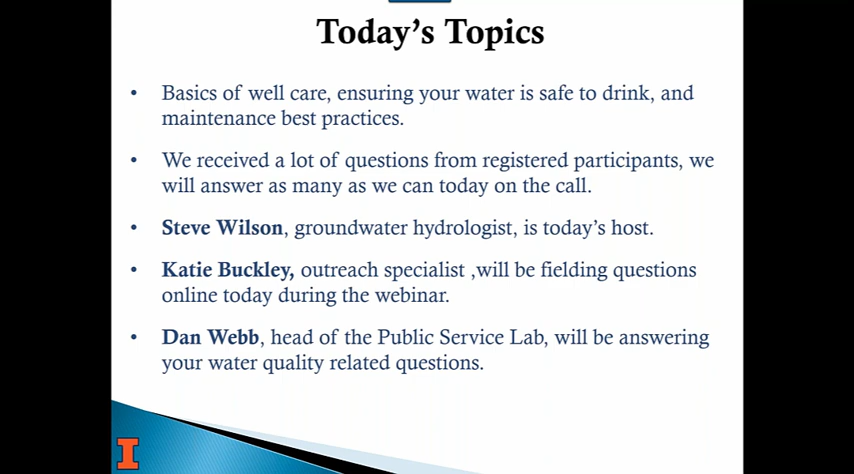 Today's Topics
• Basics of well care, ensuring your water is safe to drink, and
maintenance best practices.
• We received a lot of questions from registered participants, we
will answer as many as we can today on the call.
• Steve Wilson, groundwater hydrologist, is today's host.
• Katie Buckley, outreach specialist ,will be fielding questions
online today during the webinar.
• Dan Webb, head of the Public Service Lab, will be answering
your water quality related questions.
I